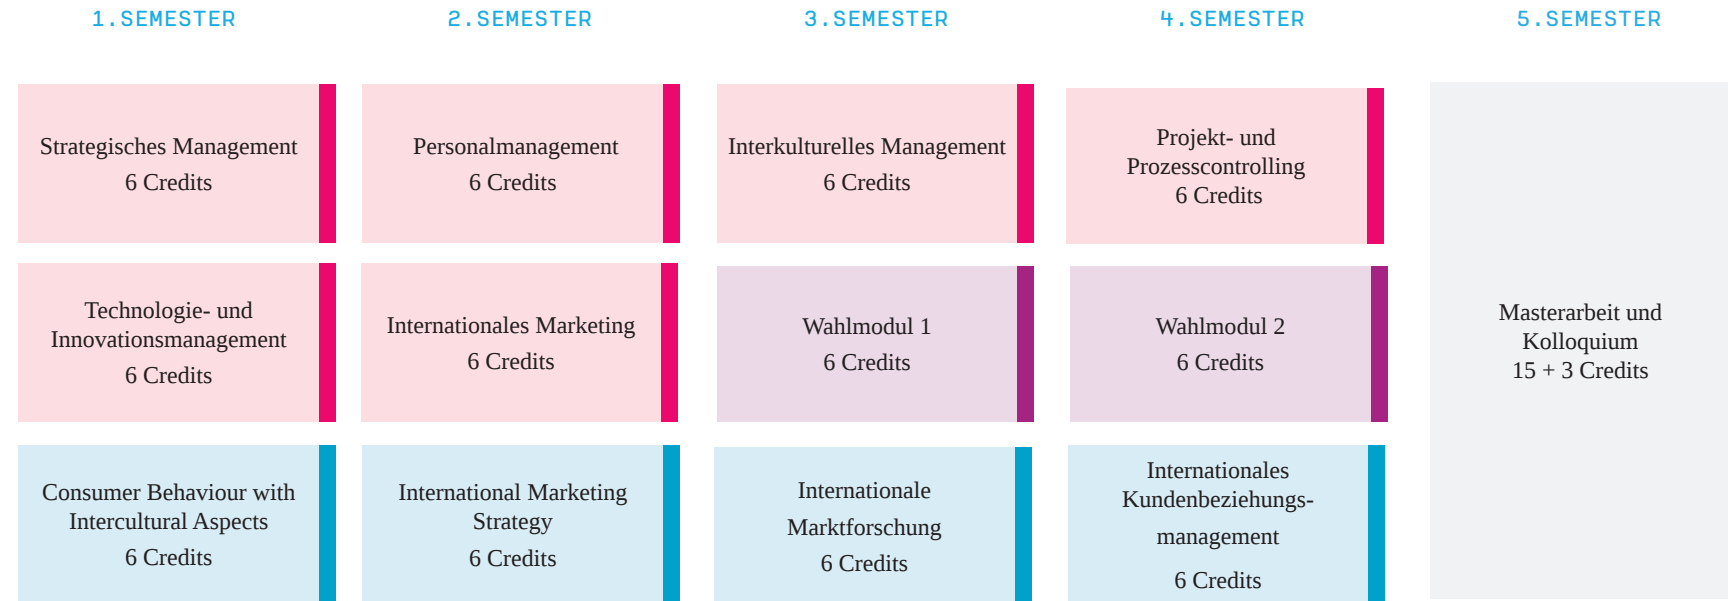 1.SEMESTER
2.SEMESTER
3.SEMESTER
4.SEMESTER
5.SEMESTER
Strategisches Management
6 Credits
Personalmanagement
6 Credits
Interkulturelles Management
6 Credits
Projekt- und
Prozesscontrolling
6 Credits
Technologie- und
Innovationsmanagement
6 Credits
Internationales Marketing
6 Credits
Wahlmodul 1
6 Credits
Wahlmodul 2
6 Credits
Masterarbeit und
Kolloquium
15 + 3 Credits
Consumer Behaviour with
Intercultural Aspects
6 Credits
International Marketing
Strategy
6 Credits
Internationale
Marktforschung
6 Credits
Internationales
Kundenbeziehungs-
management
6 Credits